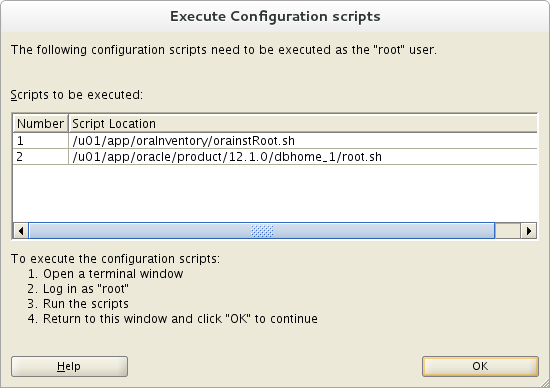 Execute Configuration scripts
The following configuration scripts need to be executed as the "root" user.
Scripts to be executed:
Number Script Location
1 /u01/app/oraInventory/orainstRoot.sh
2 /u01/app/oracle/product/12.1.0/dbhome_1/root.sh
To execute the configuration scripts:
1. Open a terminal window
2. Log in as "root"
3. Run the scripts
4. Return to this window and click "OK" to continue
Help OK